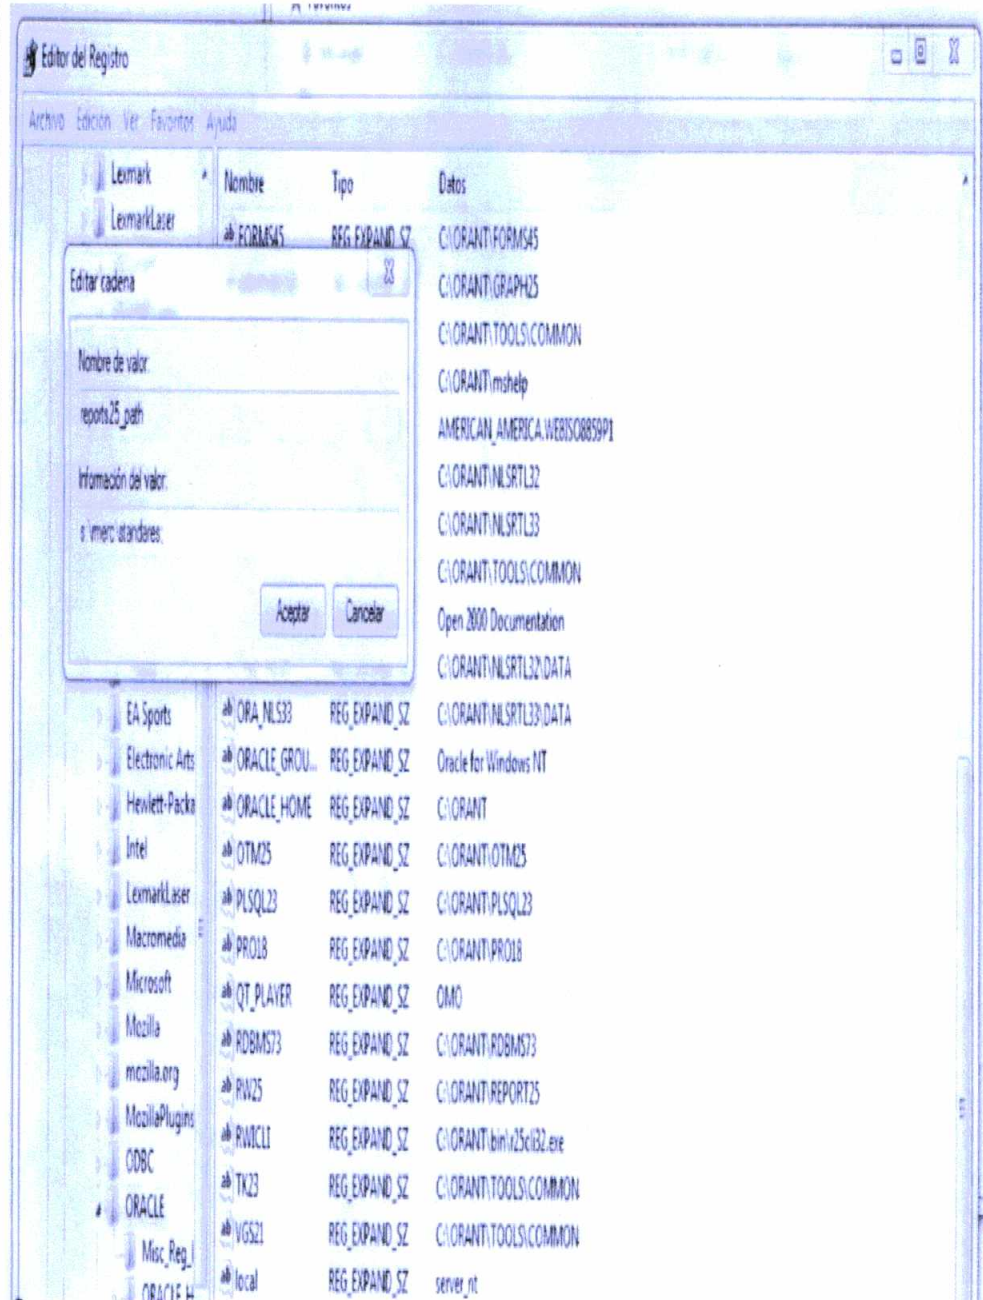 Editor del Registro
Archivo Edición Ver Favoritos Ayuda
Lexmark
LexmarkLaser
Nombre Tipo Datos
FORMS45 REG_EXPAND_SZ C:\ORANT\FORMS45
C:\ORANT\GRAPH25
C:\ORANT\TOOLS\COMMON
C:\ORANT\mshelp
AMERICAN_AMERICA.WE8ISO8859P1
C:\ORANT\NLSRTL32
C:\ORANT\NLSRTL33
C:\ORANT\TOOLS\COMMON
Open 2000 Documentation
C:\ORANT\NLSRTL32\DATA
Editar cadena
Nombre de valor:
reports25_path
Información del valor:
s:\merc\standares;
Aceptar Cancelar
EA Sports
Electronic Arts
Hewlett-Packa
Intel
LexmarkLaser
Macromedia
Microsoft
Mozilla
mozilla.org
MozillaPlugins
ODBC
ORACLE
Misc_Reg_
ORACLE_H
ORA_NLS33 REG_EXPAND_SZ C:\ORANT\NLSRTL33\DATA
ORACLE_GROU... REG_EXPAND_SZ Oracle for Windows NT
ORACLE_HOME REG_EXPAND_SZ C:\ORANT
OTM25 REG_EXPAND_SZ C:\ORANT\OTM25
PLSQL23 REG_EXPAND_SZ C:\ORANT\PLSQL23
PRO18 REG_EXPAND_SZ C:\ORANT\PRO18
QT_PLAYER REG_EXPAND_SZ OMO
RDBMS73 REG_EXPAND_SZ C:\ORANT\RDBMS73
RW25 REG_EXPAND_SZ C:\ORANT\REPORT25
RWICLI REG_EXPAND_SZ C:\ORANT\bin\r25cli32.exe
TK23 REG_EXPAND_SZ C:\ORANT\TOOLS\COMMON
VGS21 REG_EXPAND_SZ C:\ORANT\TOOLS\COMMON
local REG_EXPAND_SZ server_nt